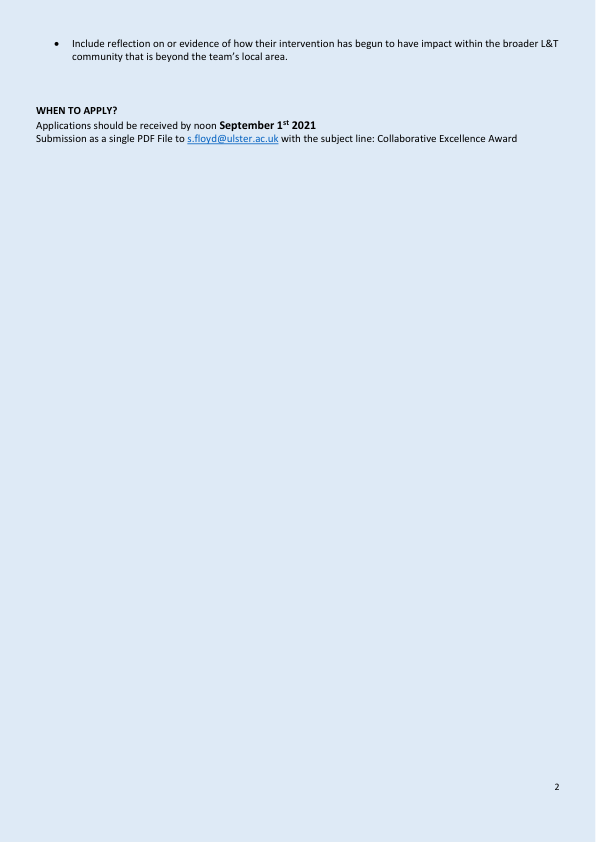 • Include reflection on or evidence of how their intervention has begun to have impact within the broader L&T
community that is beyond the team's local area.
WHEN TO APPLY?
Applications should be received by noon September 1st 2021
Submission as a single PDF File to s.floyd@ulster.ac.uk with the subject line: Collaborative Excellence Award
2